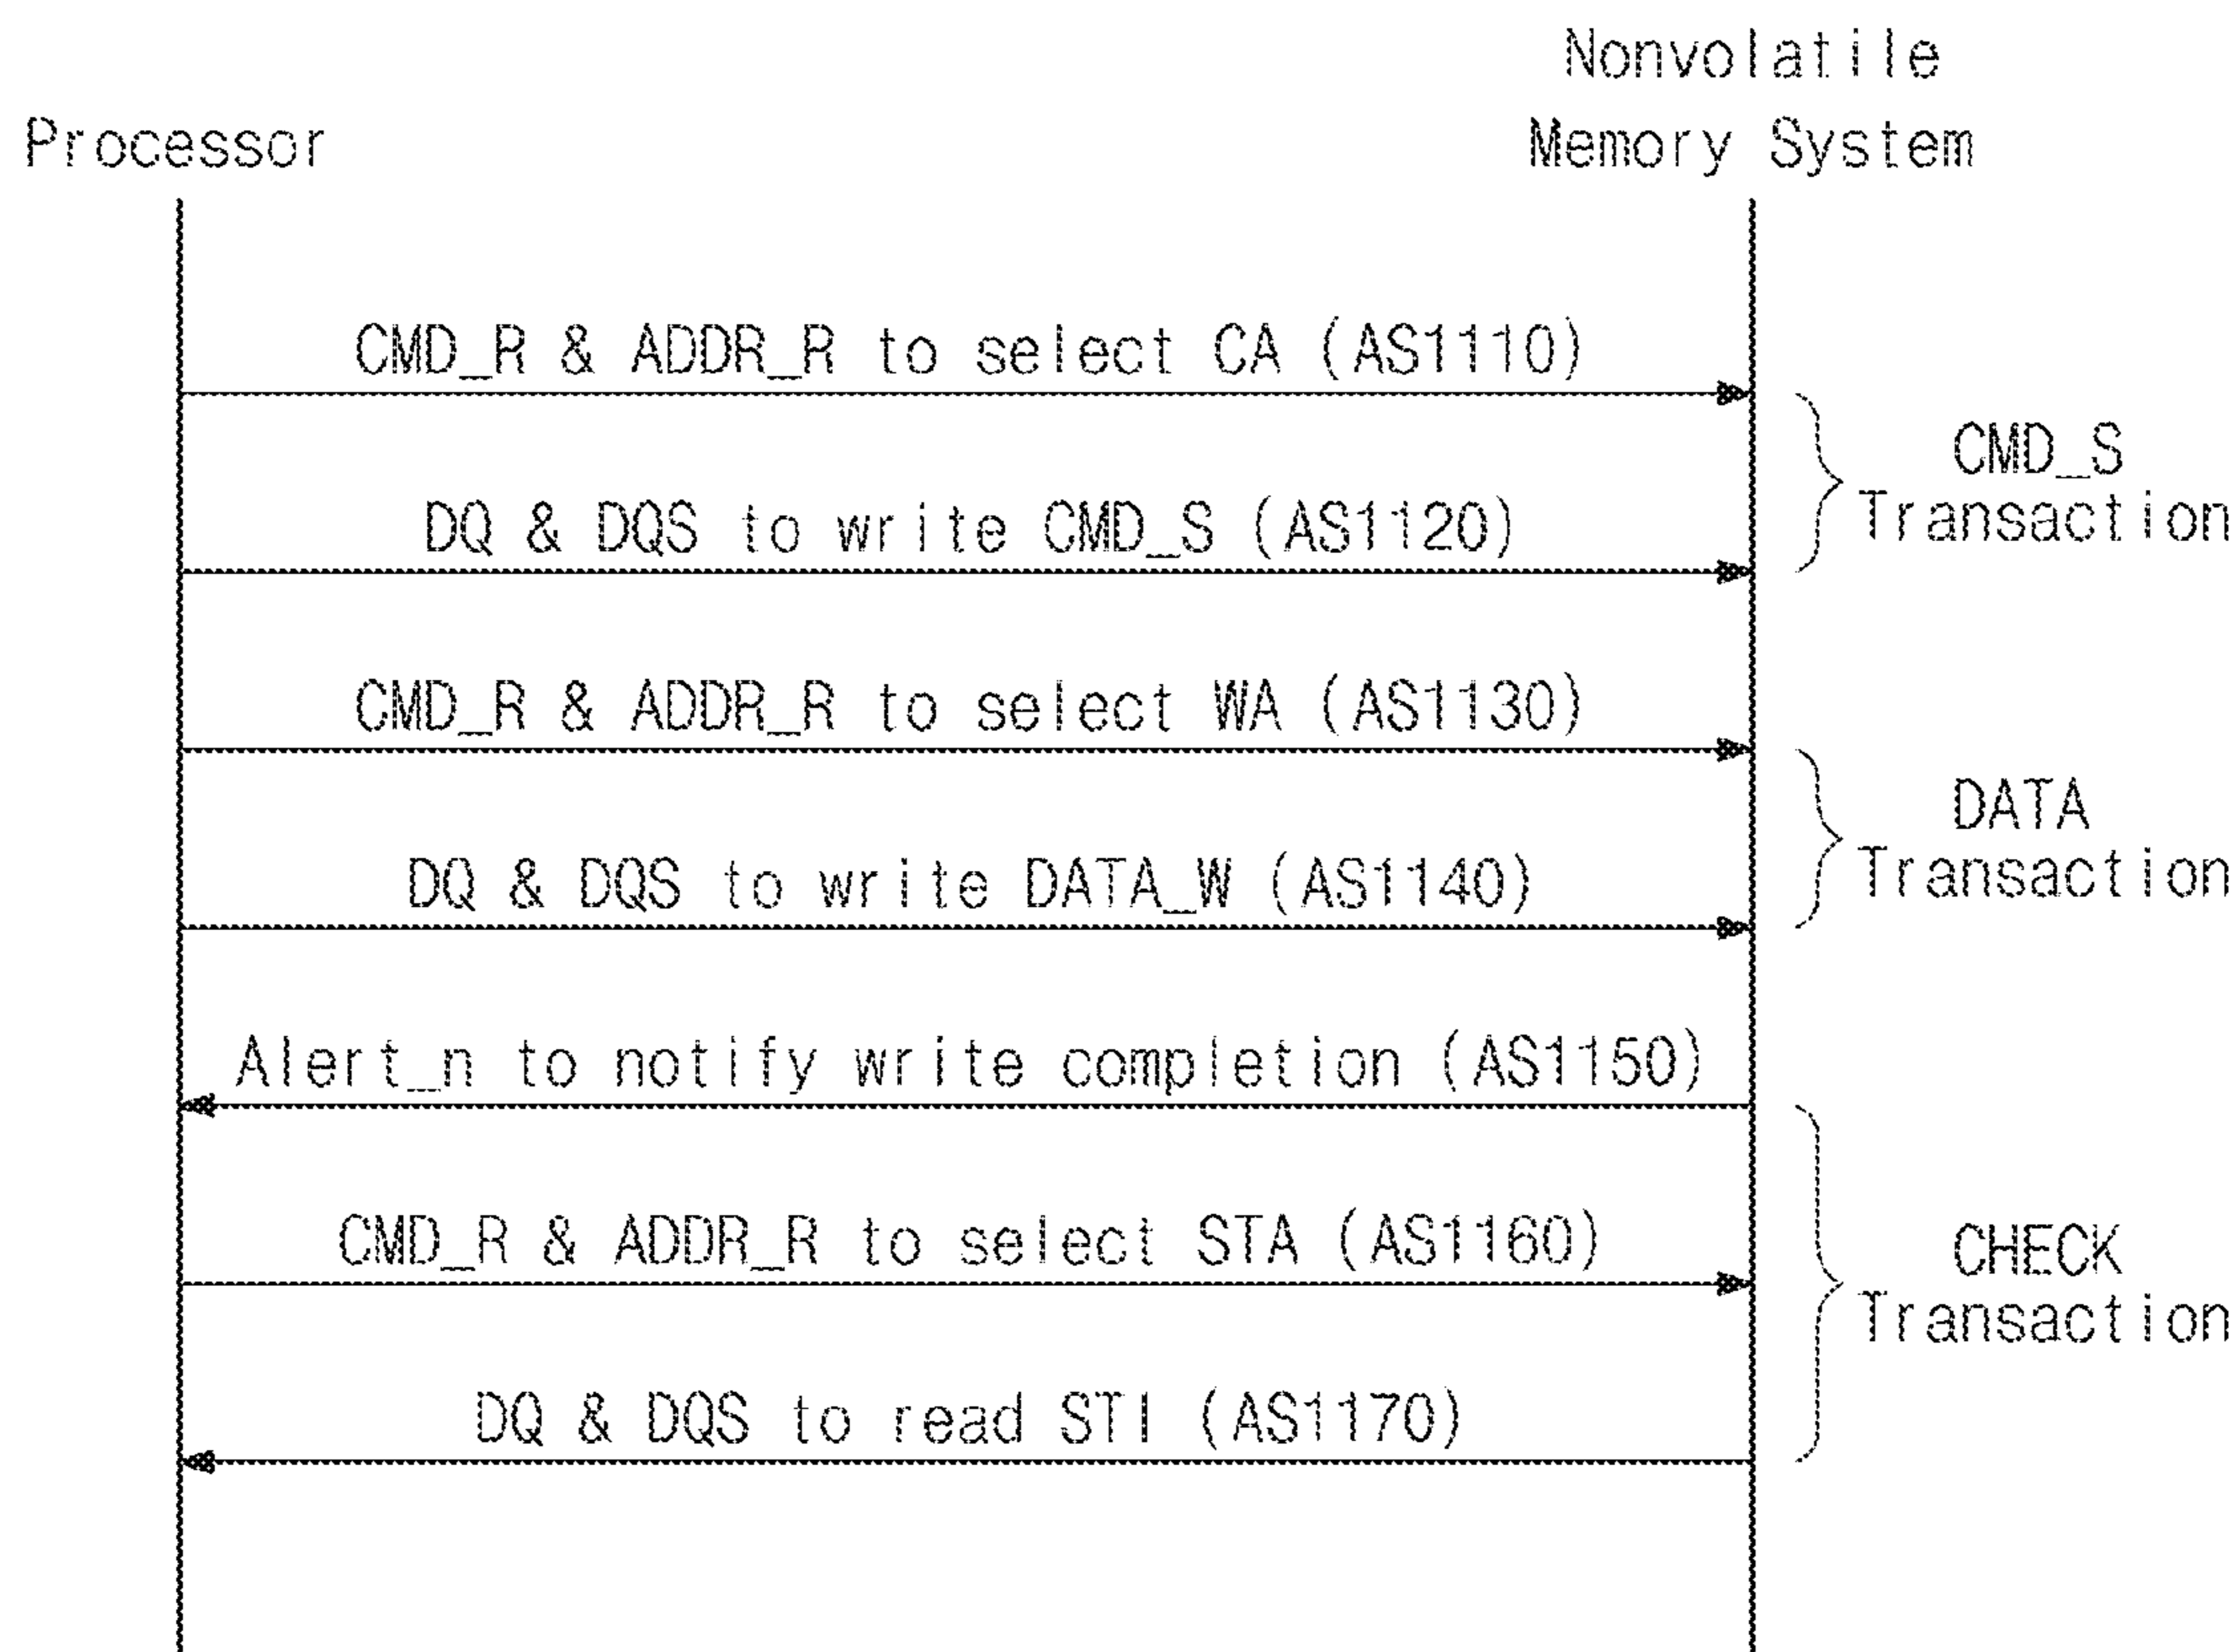 Nonvolatile
Memory System
Processor
CMD_R & ADDR_R to select CA (AS1110)
CMD_S
Transaction
DQ & DQS to write CMD_S (AS1120)
CMD_R & ADDR_R to select WA (AS1130)
DATA
Transaction
DQ & DQS to write DATA_W (AS1140)
Alert_n to notify write completion (AS1150)
CMD_R & ADDR_R to select STA (AS1160)
CHECK
Transaction
DQ & DQS to read STI (AS1170)